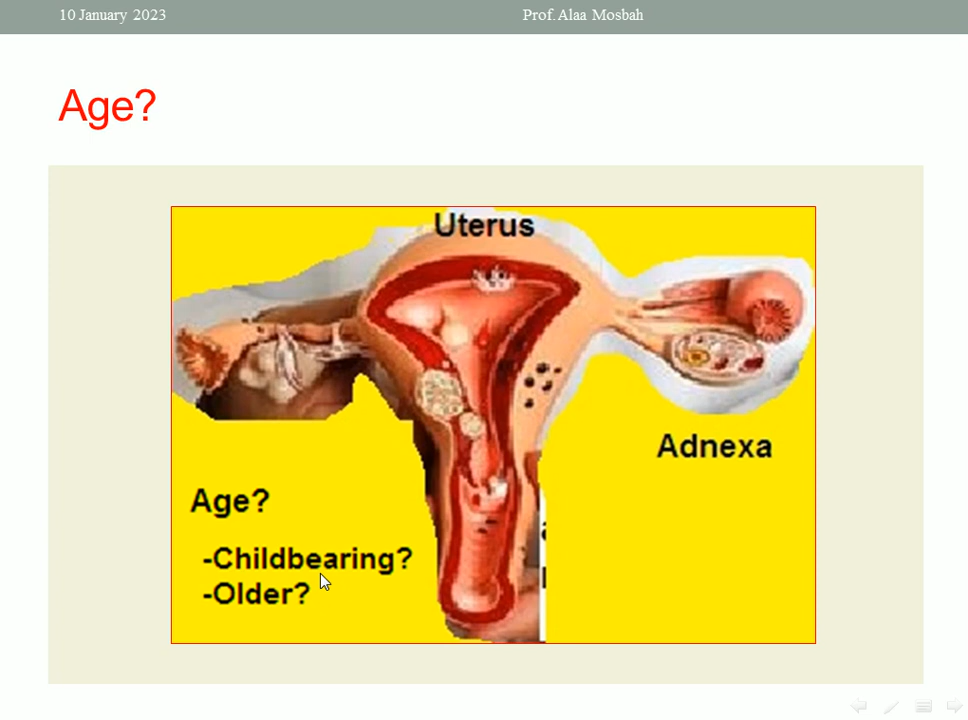 10 January 2023
Prof. Alaa Mosbah
Age?
Uterus
Adnexa
Age?
-Childbearing?
-Older?